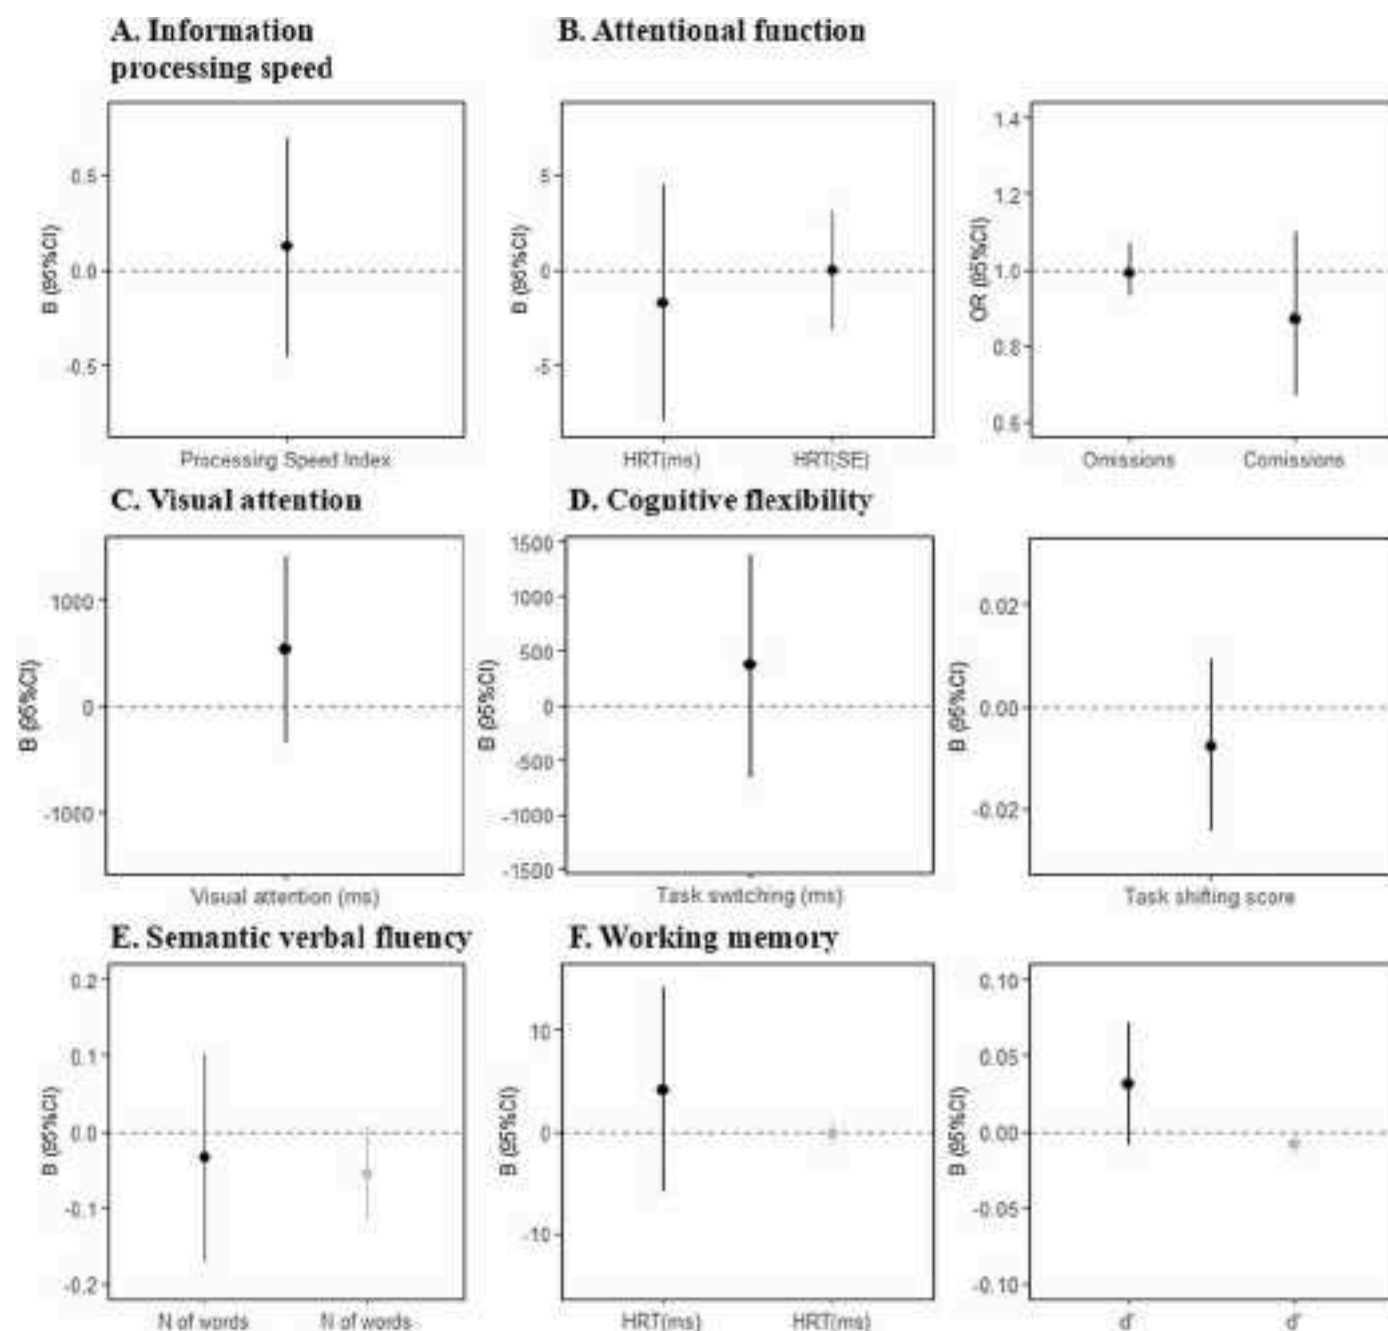 A. Information
processing speed
B. Attentional function
B (95%CI)
0.5
0.0
-0.5
Processing Speed Index
B (95%CI)
5
0
-5
HRT(ms) HRT(SE)
OR (95%CI)
1.4
1.2
1.0
0.8
0.6
Omissions Comissions
C. Visual attention
D. Cognitive flexibility
B (95%CI)
1000
0
-1000
Visual attention (ms)
B (95%CI)
1500
1000
500
0
-500
-1000
-1500
Task switching (ms)
B (95%CI)
0.02
0.00
-0.02
Task shifting score
E. Semantic verbal fluency
F. Working memory
B (95%CI)
0.2
0.1
0.0
-0.1
-0.2
N of words N of words
B (95%CI)
10
0
-10
HRT(ms) HRT(ms)
B (95%CI)
0.10
0.05
0.00
-0.05
-0.10
d' d'